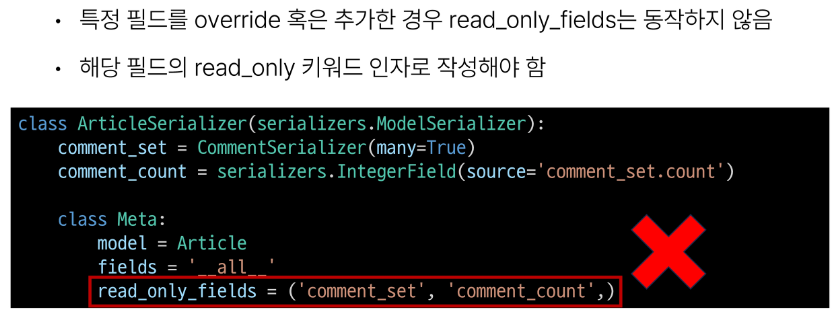 • 특정 필드를 override 혹은 추가한 경우 read_only_fields는 동작하지 않음
• 해당 필드의 read_only 키워드 인자로 작성해야 함
class ArticleSerializer(serializers.ModelSerializer):
    comment_set = CommentSerializer(many=True)
    comment_count = serializers.IntegerField(source='comment_set.count')
    class Meta:
        model = Article
        fields = '__all__'
        read_only_fields = ('comment_set', 'comment_count',)